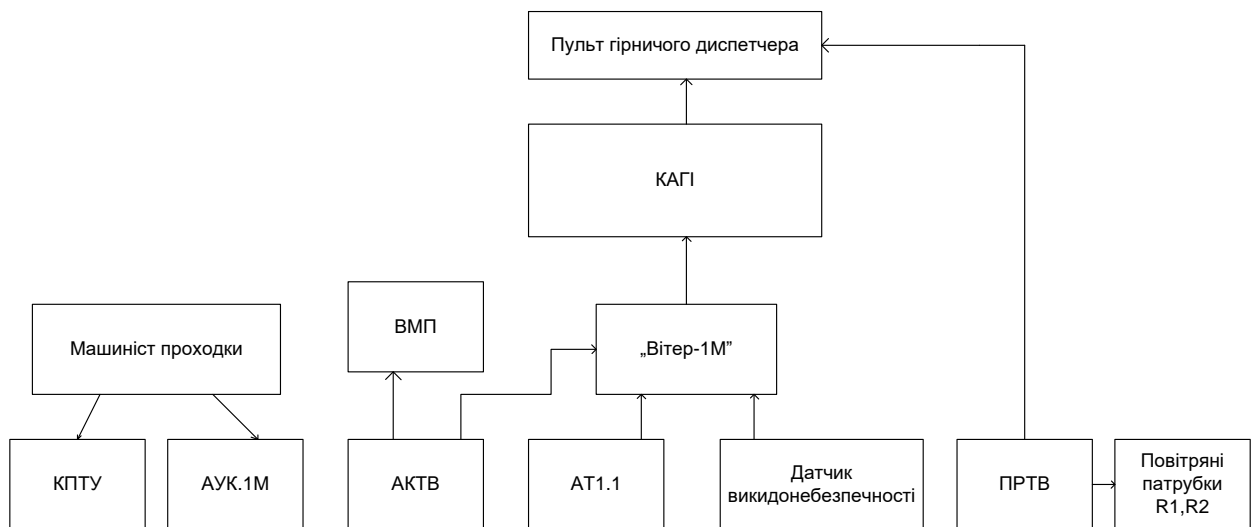 Пульт гірничого диспетчера
КАГІ
ВМП
Машиніст проходки
„Вітер-1М”
КПТУ
АУК.1М
АКТВ
АТ1.1
Датчик
викидонебезпечності
ПРТВ
Повітряні
патрубки
R1,R2